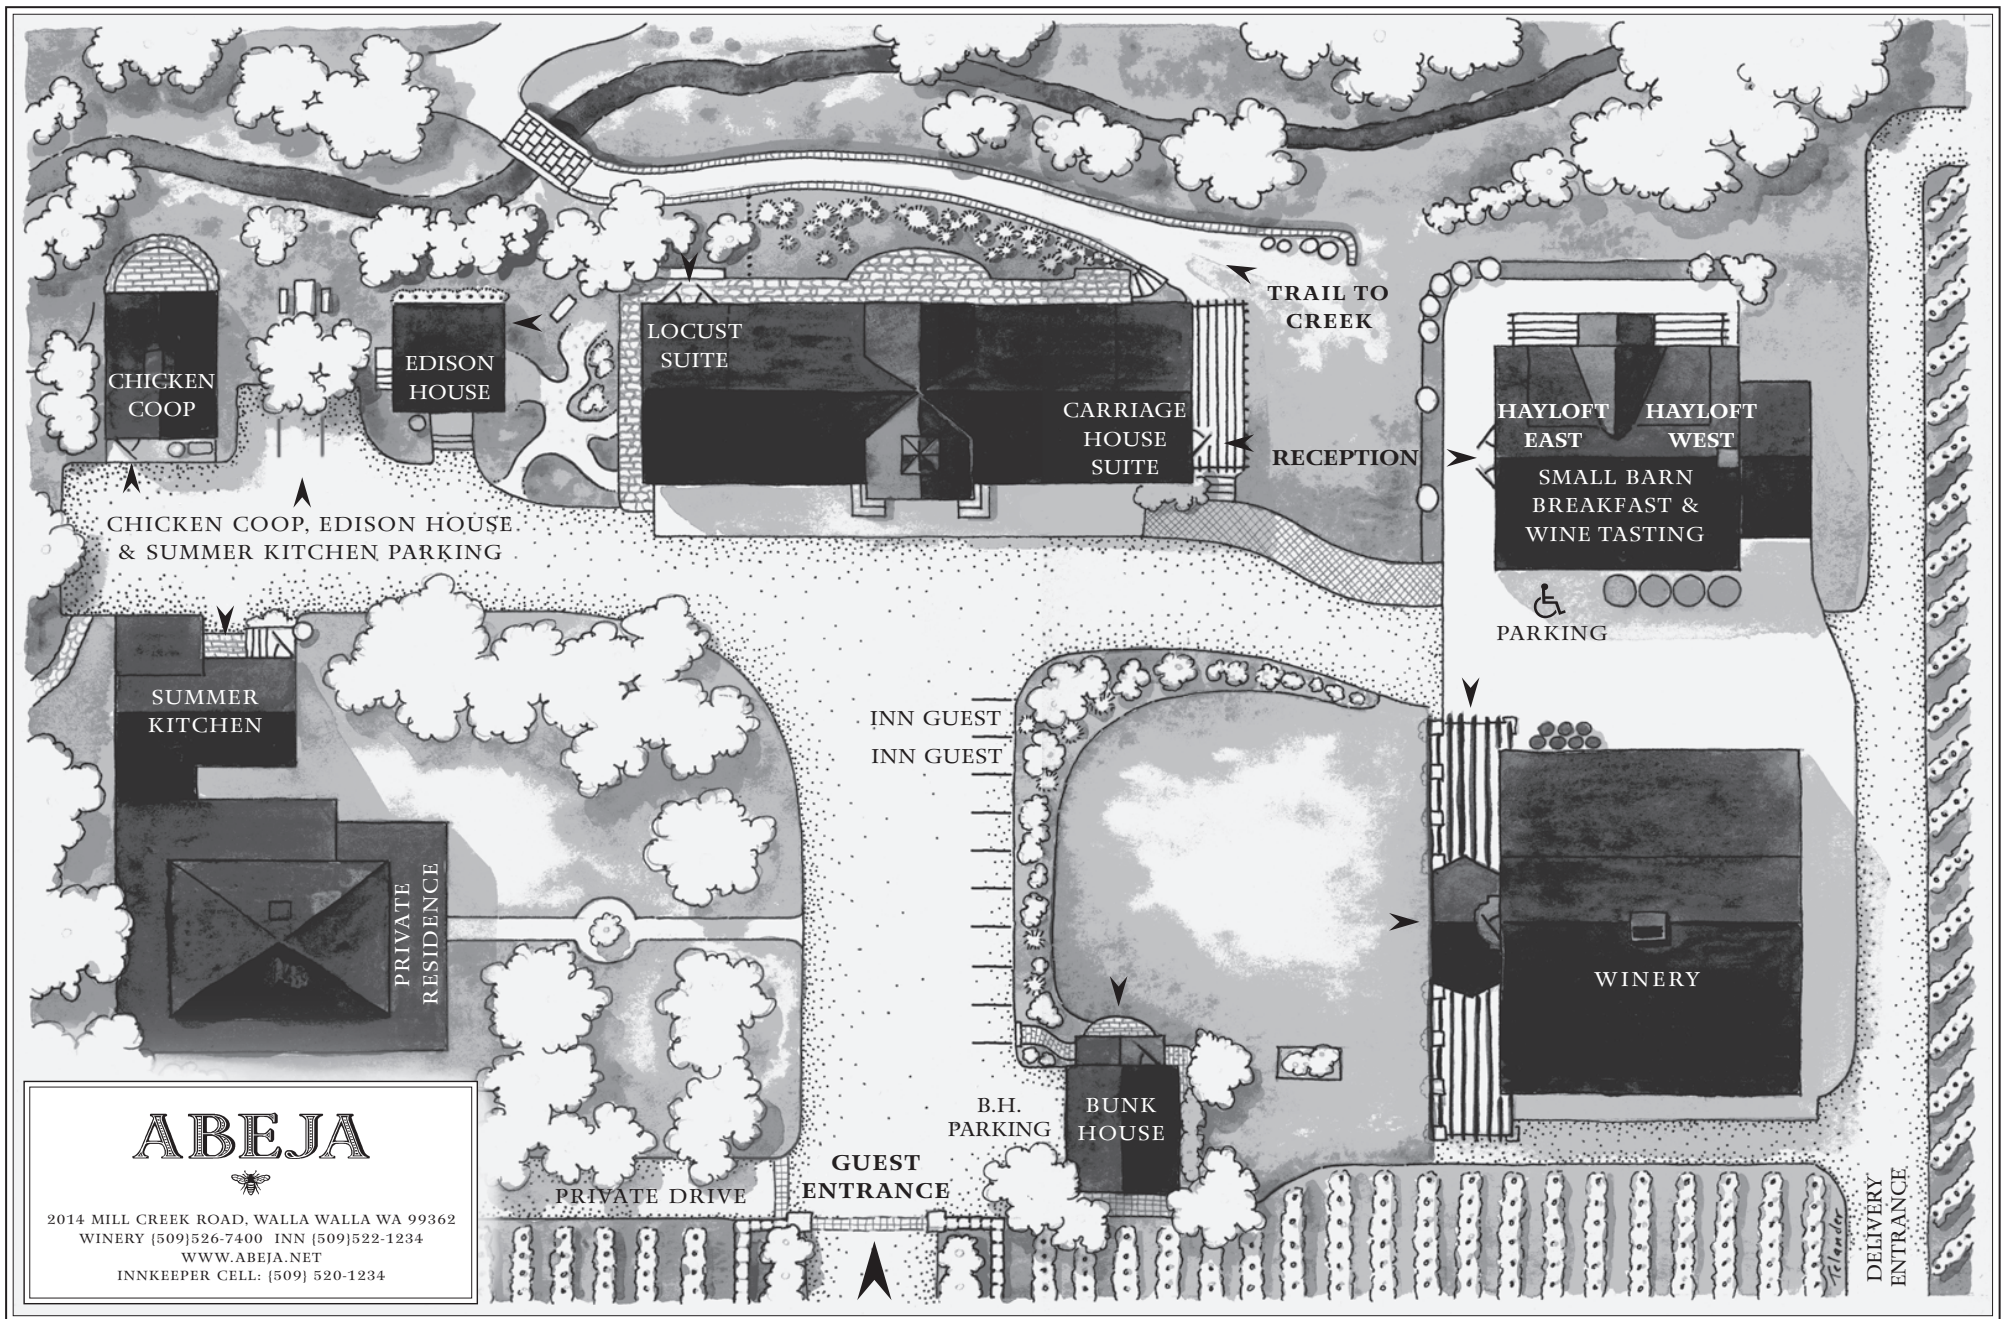 TRAIL TO
CREEK
LOCUST
SUITE
EDISON
HOUSE
CHICKEN
COOP
CARRIAGE
HOUSE
SUITE
RECEPTION
HAYLOFT
EAST
HAYLOFT
WEST
SMALL BARN
BREAKFAST &
WINE TASTING
CHICKEN COOP, EDISON HOUSE
& SUMMER KITCHEN PARKING
PARKING
SUMMER
KITCHEN
INN GUEST
INN GUEST
PRIVATE
RESIDENCE
WINERY
B.H.
PARKING
BUNK
HOUSE
GUEST
ENTRANCE
PRIVATE DRIVE
DELIVERY
ENTRANCE
Telander
ABEJA
2014 MILL CREEK ROAD, WALLA WALLA WA 99362
WINERY {509}526-7400 INN {509}522-1234
WWW.ABEJA.NET
INNKEEPER CELL: {509} 520-1234